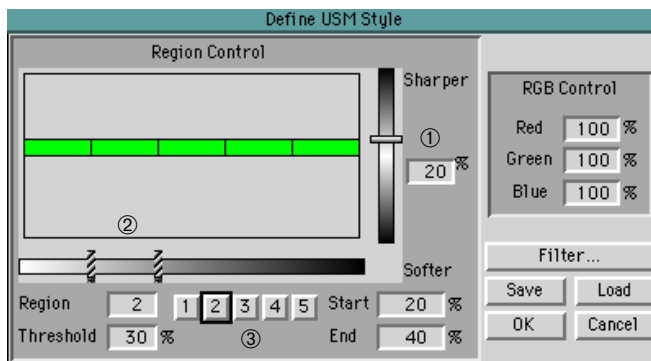 Define USM Style
Region Control
Sharper
①
20 %
②
Softer
Region 2 1 2 3 4 5 Start 20 %
Threshold 30 % ③ End 40 %
RGB Control
Red 100 %
Green 100 %
Blue 100 %
Filter...
Save Load
OK Cancel